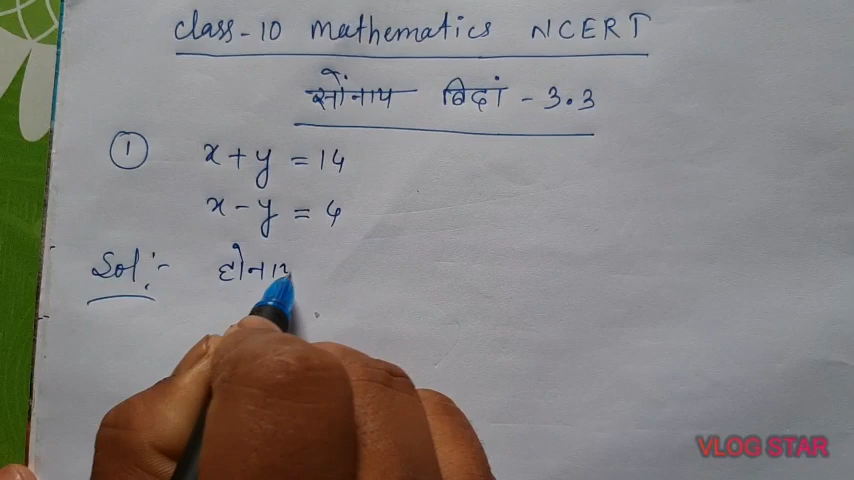 Class-10 Mathematics NCERT
सोंनाय बिदां - 3.3
1 x + y = 14
x - y = 4
Sol:-
VLOG STAR